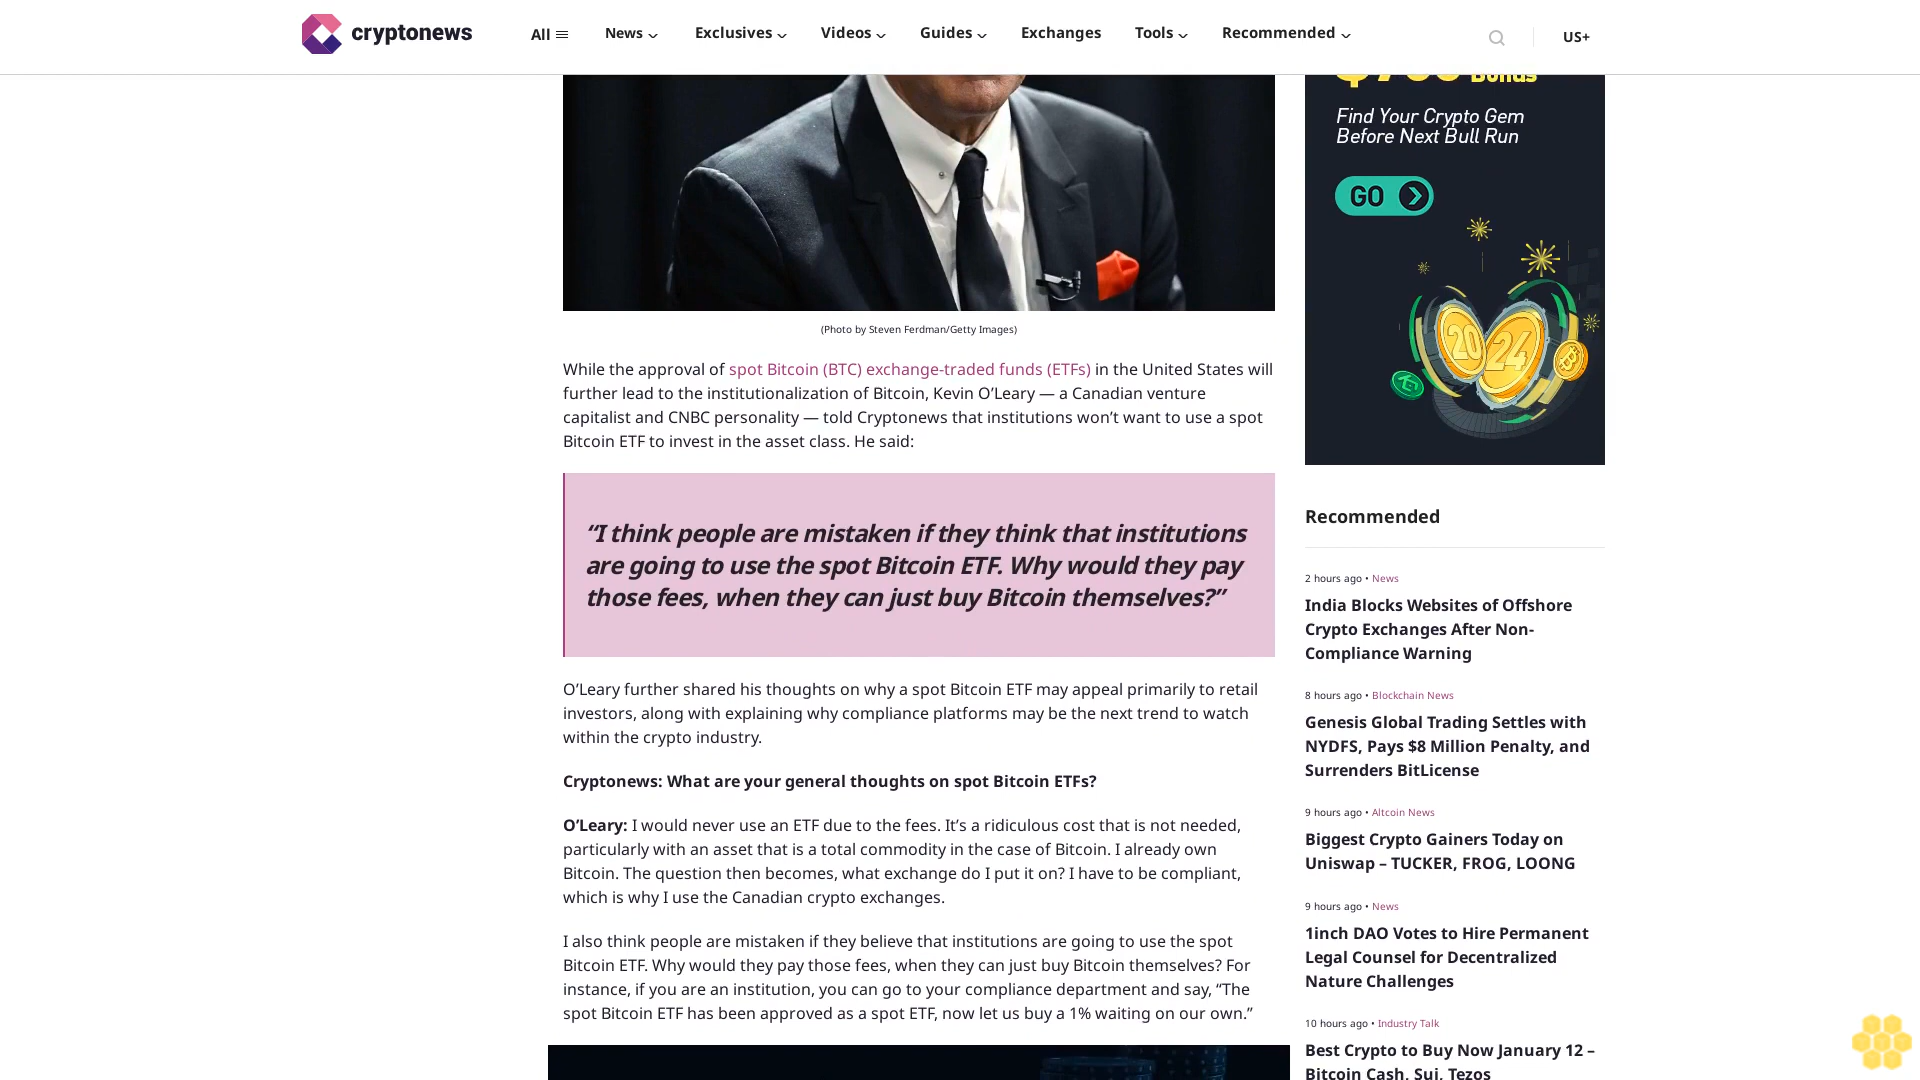 cryptonews
All
News
Exclusives
Videos
Guides
Exchanges
Tools
Recommended
US+
Bonus
Find Your Crypto Gem
Before Next Bull Run
GO
20
24
(Photo by Steven Ferdman/Getty Images)
While the approval of spot Bitcoin (BTC) exchange-traded funds (ETFs) in the United States will
further lead to the institutionalization of Bitcoin, Kevin O’Leary — a Canadian venture
capitalist and CNBC personality — told Cryptonews that institutions won’t want to use a spot
Bitcoin ETF to invest in the asset class. He said:
“I think people are mistaken if they think that institutions
are going to use the spot Bitcoin ETF. Why would they pay
those fees, when they can just buy Bitcoin themselves?”
O’Leary further shared his thoughts on why a spot Bitcoin ETF may appeal primarily to retail
investors, along with explaining why compliance platforms may be the next trend to watch
within the crypto industry.
Cryptonews: What are your general thoughts on spot Bitcoin ETFs?
O’Leary: I would never use an ETF due to the fees. It’s a ridiculous cost that is not needed,
particularly with an asset that is a total commodity in the case of Bitcoin. I already own
Bitcoin. The question then becomes, what exchange do I put it on? I have to be compliant,
which is why I use the Canadian crypto exchanges.
I also think people are mistaken if they believe that institutions are going to use the spot
Bitcoin ETF. Why would they pay those fees, when they can just buy Bitcoin themselves? For
instance, if you are an institution, you can go to your compliance department and say, “The
spot Bitcoin ETF has been approved as a spot ETF, now let us buy a 1% waiting on our own.”
Recommended
2 hours ago • News
India Blocks Websites of Offshore
Crypto Exchanges After Non-
Compliance Warning
8 hours ago • Blockchain News
Genesis Global Trading Settles with
NYDFS, Pays $8 Million Penalty, and
Surrenders BitLicense
9 hours ago • Altcoin News
Biggest Crypto Gainers Today on
Uniswap – TUCKER, FROG, LOONG
9 hours ago • News
1inch DAO Votes to Hire Permanent
Legal Counsel for Decentralized
Nature Challenges
10 hours ago • Industry Talk
Best Crypto to Buy Now January 12 –
Bitcoin Cash, Sui, Tezos